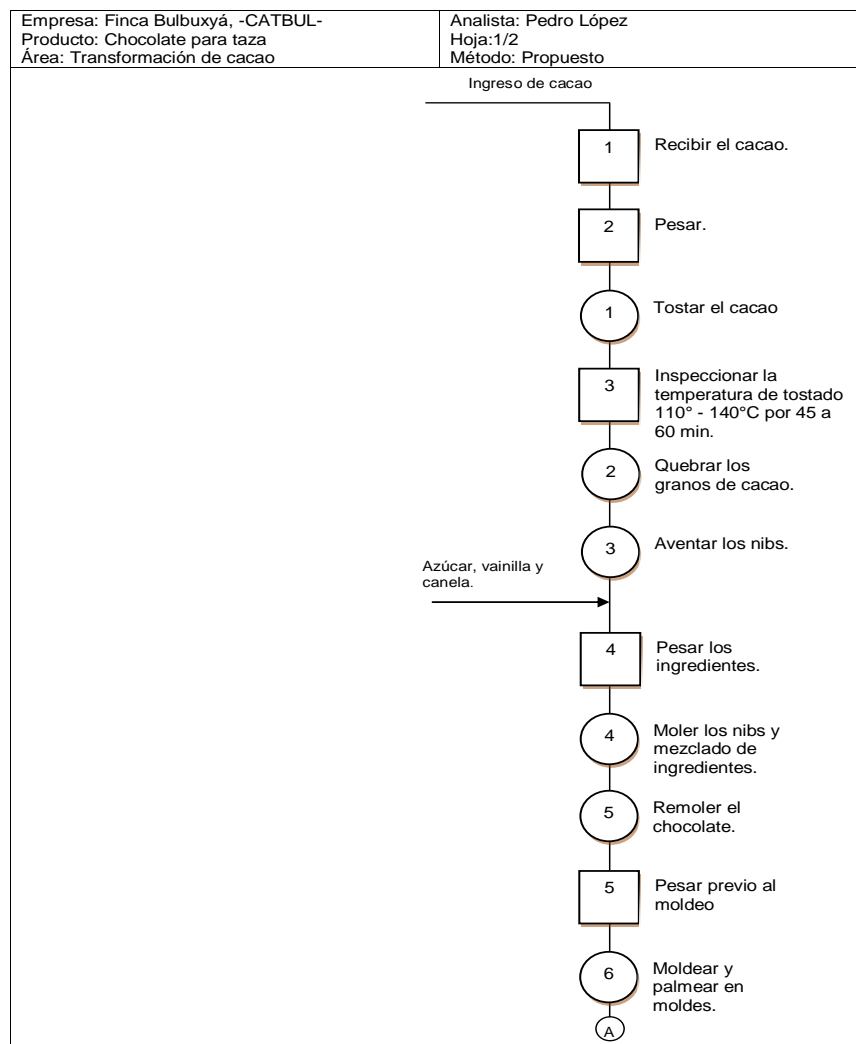 Empresa: Finca Bulbuxyá, -CATBUL-
Producto: Chocolate para taza
Área: Transformación de cacao
Analista: Pedro López
Hoja:1/2
Método: Propuesto
Ingreso de cacao
1
Recibir el cacao.
2
Pesar.
1
Tostar el cacao
3
Inspeccionar la
temperatura de tostado
110° - 140°C por 45 a
60 min.
2
Quebrar los
granos de cacao.
3
Aventar los nibs.
Azúcar, vainilla y
canela.
4
Pesar los
ingredientes.
4
Moler los nibs y
mezclado de
ingredientes.
5
Remoler el
chocolate.
5
Pesar previo al
moldeo
6
Moldear y
palmear en
moldes.
A